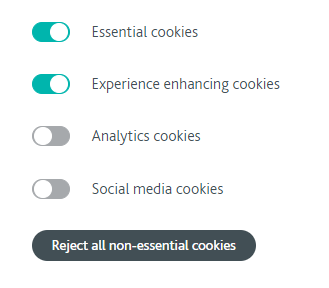 Essential cookies
Experience enhancing cookies
Analytics cookies
Social media cookies
Reject all non-essential cookies